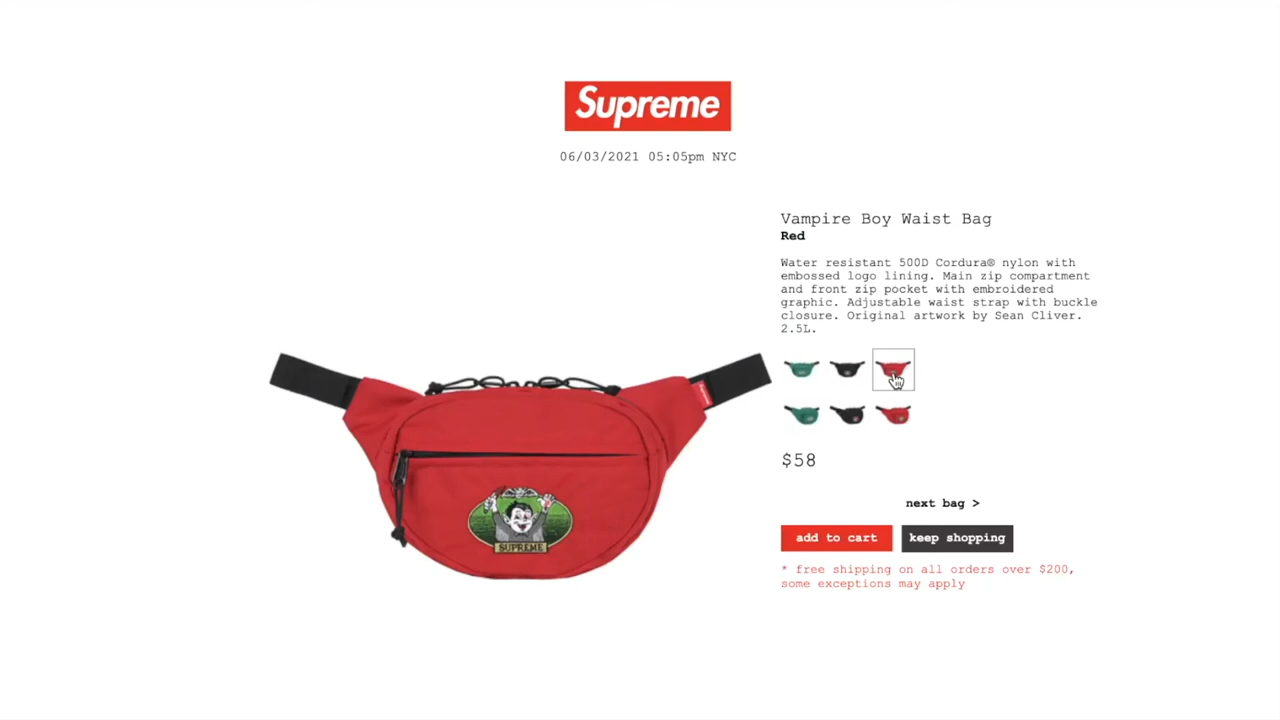 Supreme
06/03/2021 05:05pm NYC
Vampire Boy Waist Bag
Red
Water resistant 500D Cordura® nylon with
embossed logo lining. Main zip compartment
and front zip pocket with embroidered
graphic. Adjustable waist strap with buckle
closure. Original artwork by Sean Cliver.
2.5L.
$58
next bag >
add to cart
keep shopping
* free shipping on all orders over $200,
some exceptions may apply
SUPREME